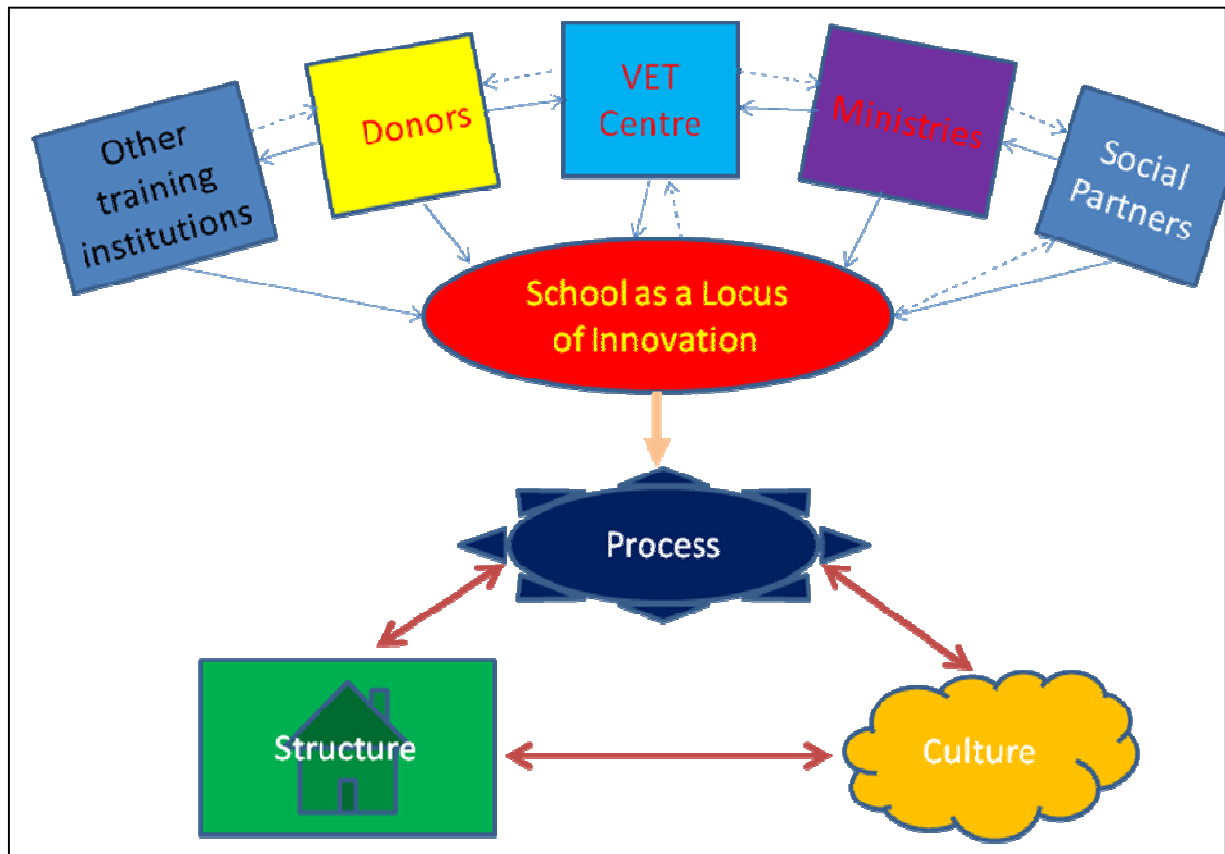 Other
training
institutions
Donors
VET
Centre
Ministries
Social
Partners
School as a Locus
of Innovation
Process
Structure
Culture